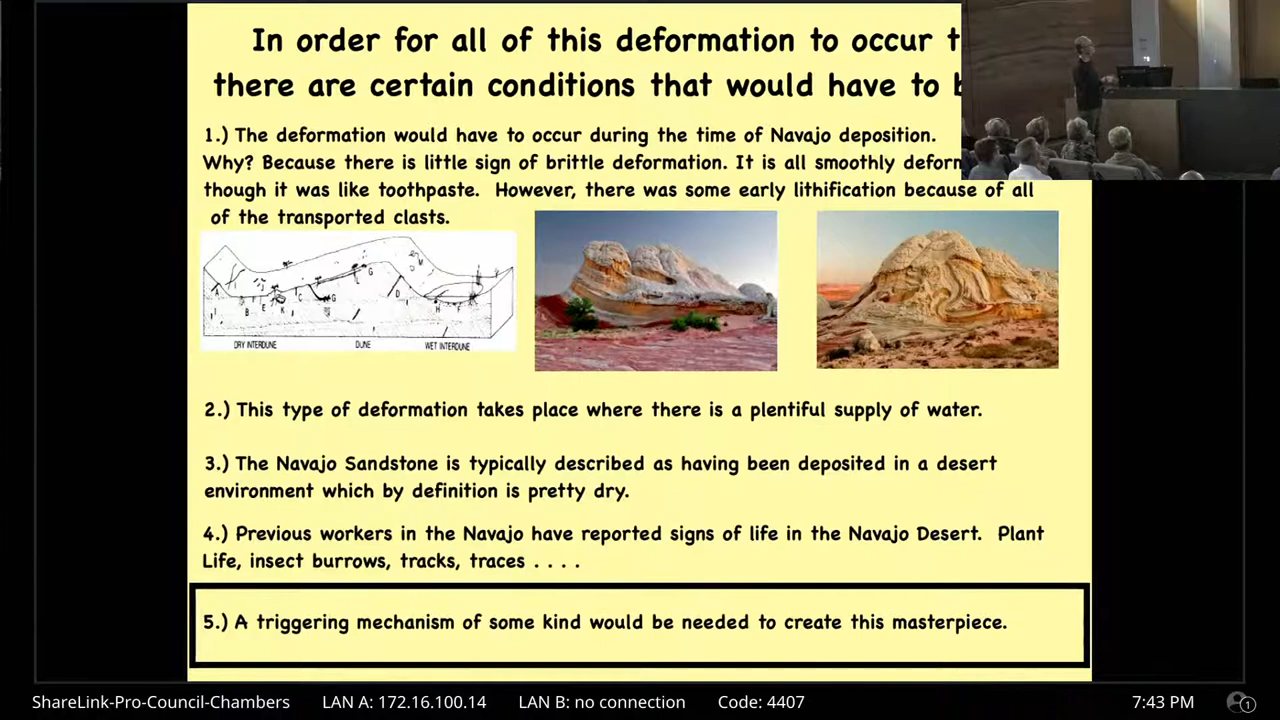 In order for all of this deformation to occur
there are certain conditions that would have to
1.) The deformation would have to occur during the time of Navajo deposition.
Why? Because there is little sign of brittle deformation. It is all smoothly
though it was like toothpaste. However, there was some early lithification because of all
of the transported clasts.
G
M
A
B
E
K
C
G
D
H
F
DRY INTERDUNE
DUNE
WET INTERDUNE
2.) This type of deformation takes place where there is a plentiful supply of water.
3.) The Navajo Sandstone is typically described as having been deposited in a desert
environment which by definition is pretty dry.
4.) Previous workers in the Navajo have reported signs of life in the Navajo Desert. Plant
Life, insect burrows, tracks, traces . . . .
5.) A triggering mechanism of some kind would be needed to create this masterpiece.
ShareLink-Pro-Council-Chambers LAN A: 172.16.100.14 LAN B: no connection Code: 4407 7:43 PM 1